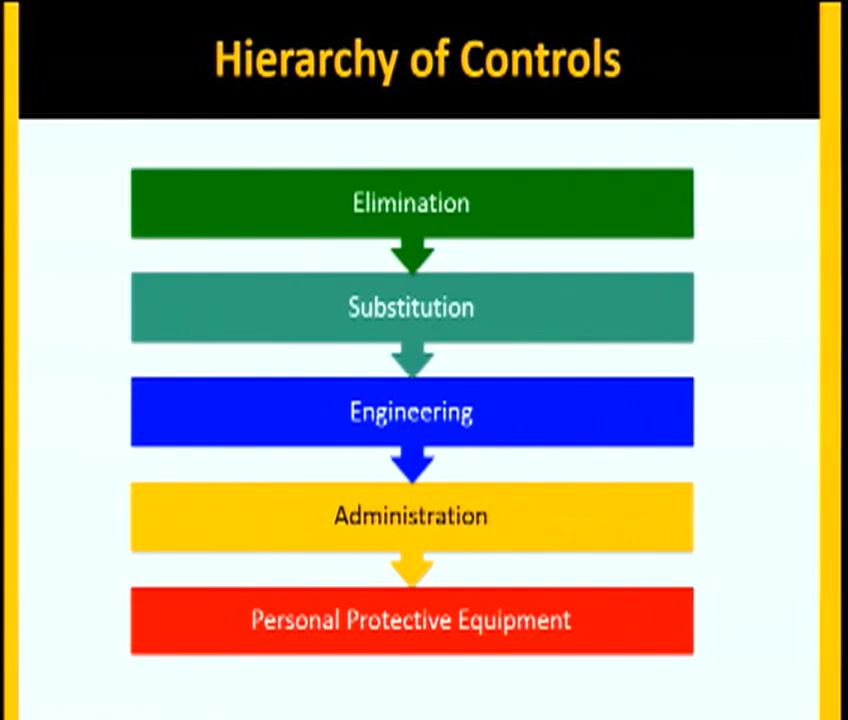 Hierarchy of Controls
Elimination
Substitution
Engineering
Administration
Personal Protective Equipment